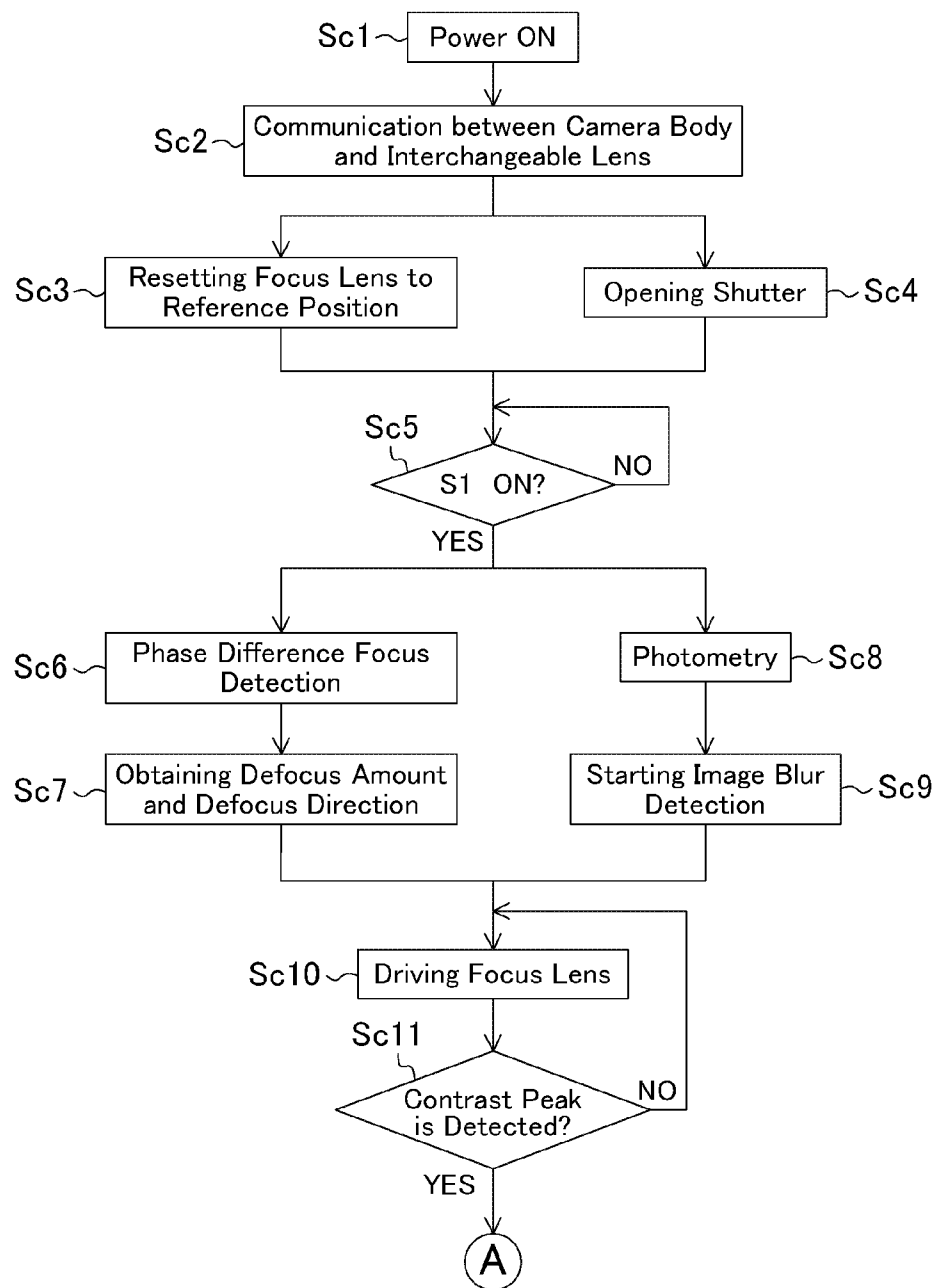 Sc1
Power ON
Sc2
Communication between Camera Body
and Interchangeable Lens
Sc3
Resetting Focus Lens to
Reference Position
Opening Shutter
Sc4
Sc5
S1 ON?
NO
YES
Sc6
Phase Difference Focus
Detection
Photometry
Sc8
Sc7
Obtaining Defocus Amount
and Defocus Direction
Starting Image Blur
Detection
Sc9
Sc10
Driving Focus Lens
Sc11
Contrast Peak
is Detected?
NO
YES
A